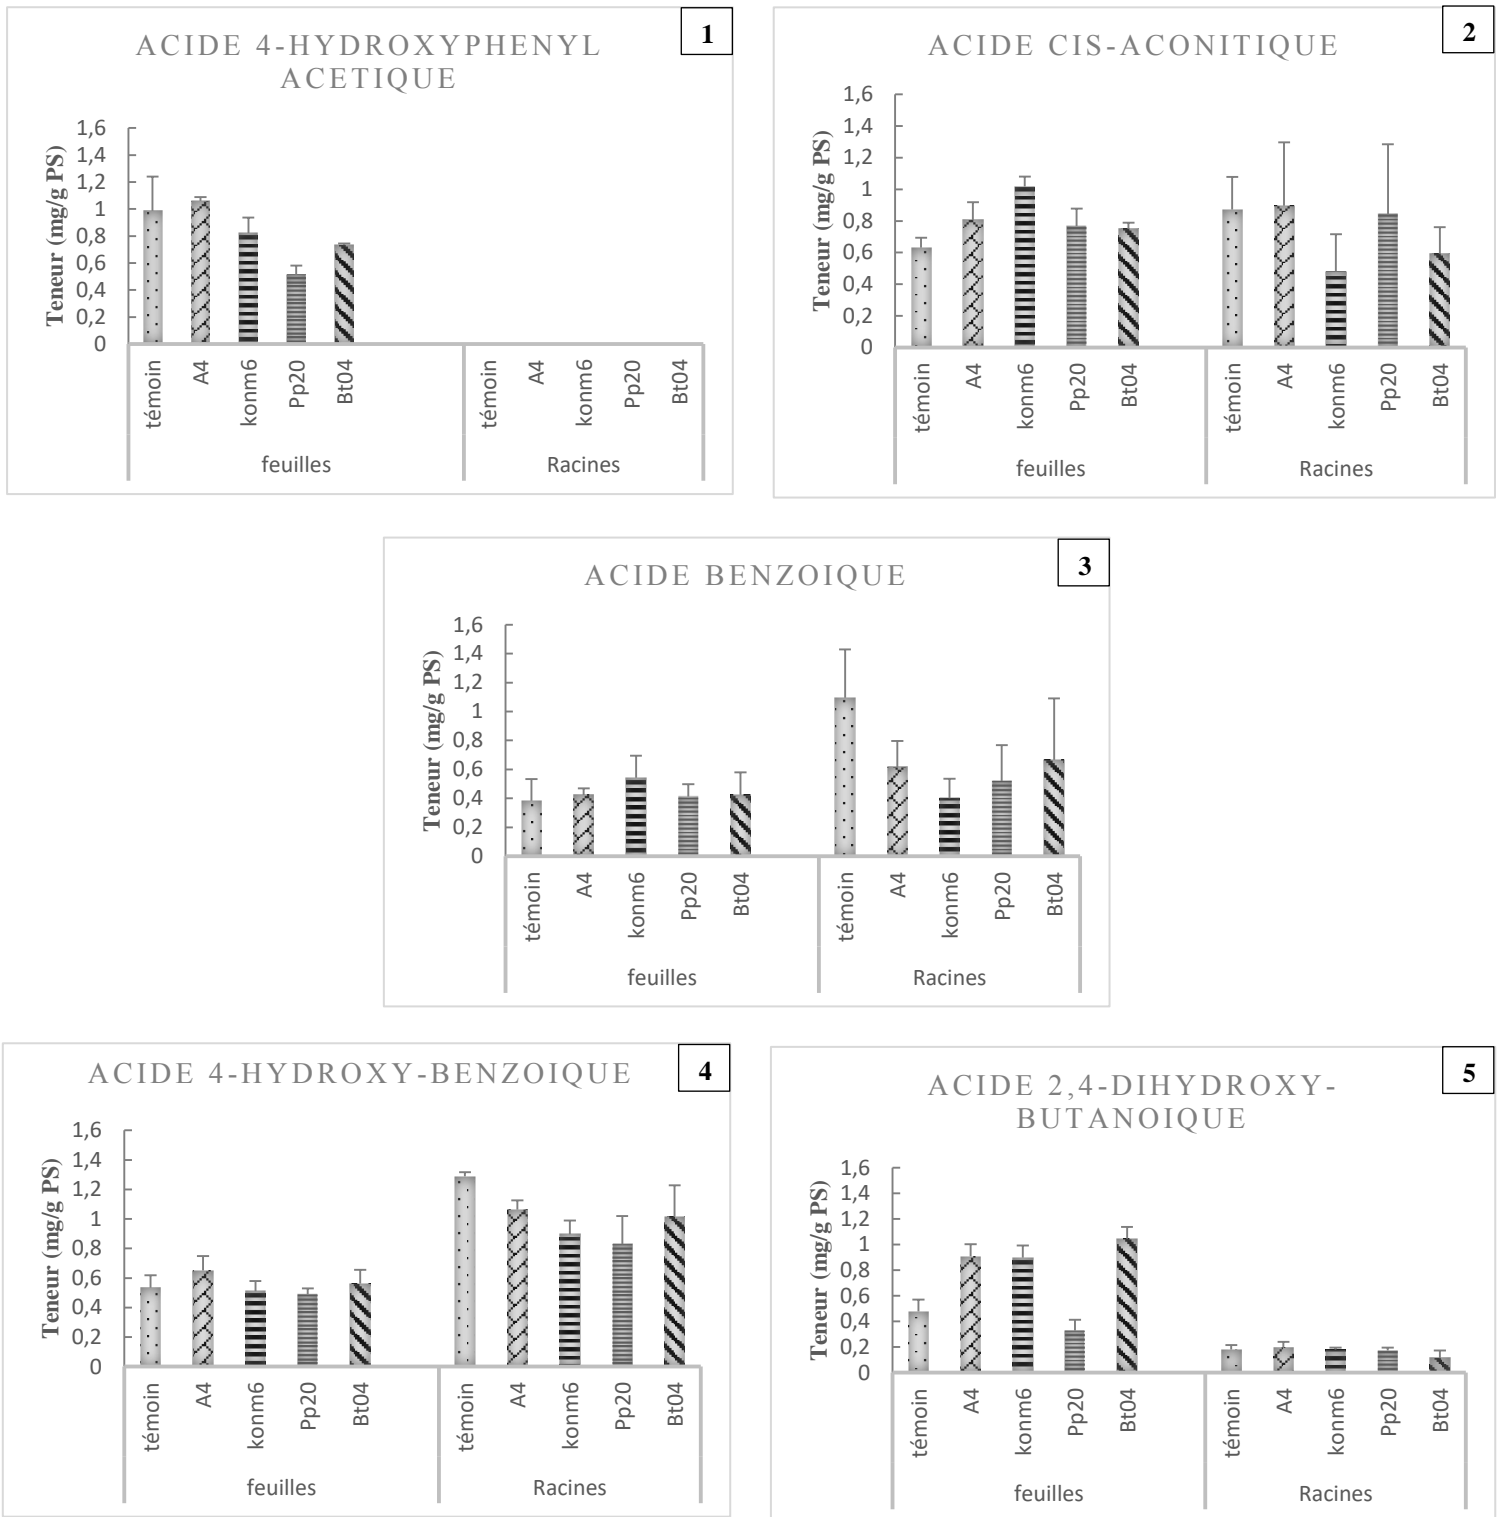 1
ACIDE 4-HYDROXYPHENYL
ACETIQUE
Teneur (mg/g PS)
1,6
1,4
1,2
1
0,8
0,6
0,4
0,2
0
témoin
A4
konm6
Pp20
Bt04
témoin
A4
konm6
Pp20
Bt04
feuilles
Racines
2
ACIDE CIS-ACONITIQUE
Teneur (mg/g PS)
1,6
1,4
1,2
1
0,8
0,6
0,4
0,2
0
témoin
A4
konm6
Pp20
Bt04
témoin
A4
konm6
Pp20
Bt04
feuilles
Racines
3
ACIDE BENZOIQUE
Teneur (mg/g PS)
1,6
1,4
1,2
1
0,8
0,6
0,4
0,2
0
témoin
A4
konm6
Pp20
Bt04
témoin
A4
konm6
Pp20
Bt04
feuilles
Racines
4
ACIDE 4-HYDROXY-BENZOIQUE
Teneur (mg/g PS)
1,6
1,4
1,2
1
0,8
0,6
0,4
0,2
0
témoin
A4
konm6
Pp20
Bt04
témoin
A4
konm6
Pp20
Bt04
feuilles
Racines
5
ACIDE 2,4-DIHYDROXY-
BUTANOIQUE
Teneur (mg/g PS)
1,6
1,4
1,2
1
0,8
0,6
0,4
0,2
0
témoin
A4
konm6
Pp20
Bt04
témoin
A4
konm6
Pp20
Bt04
feuilles
Racines